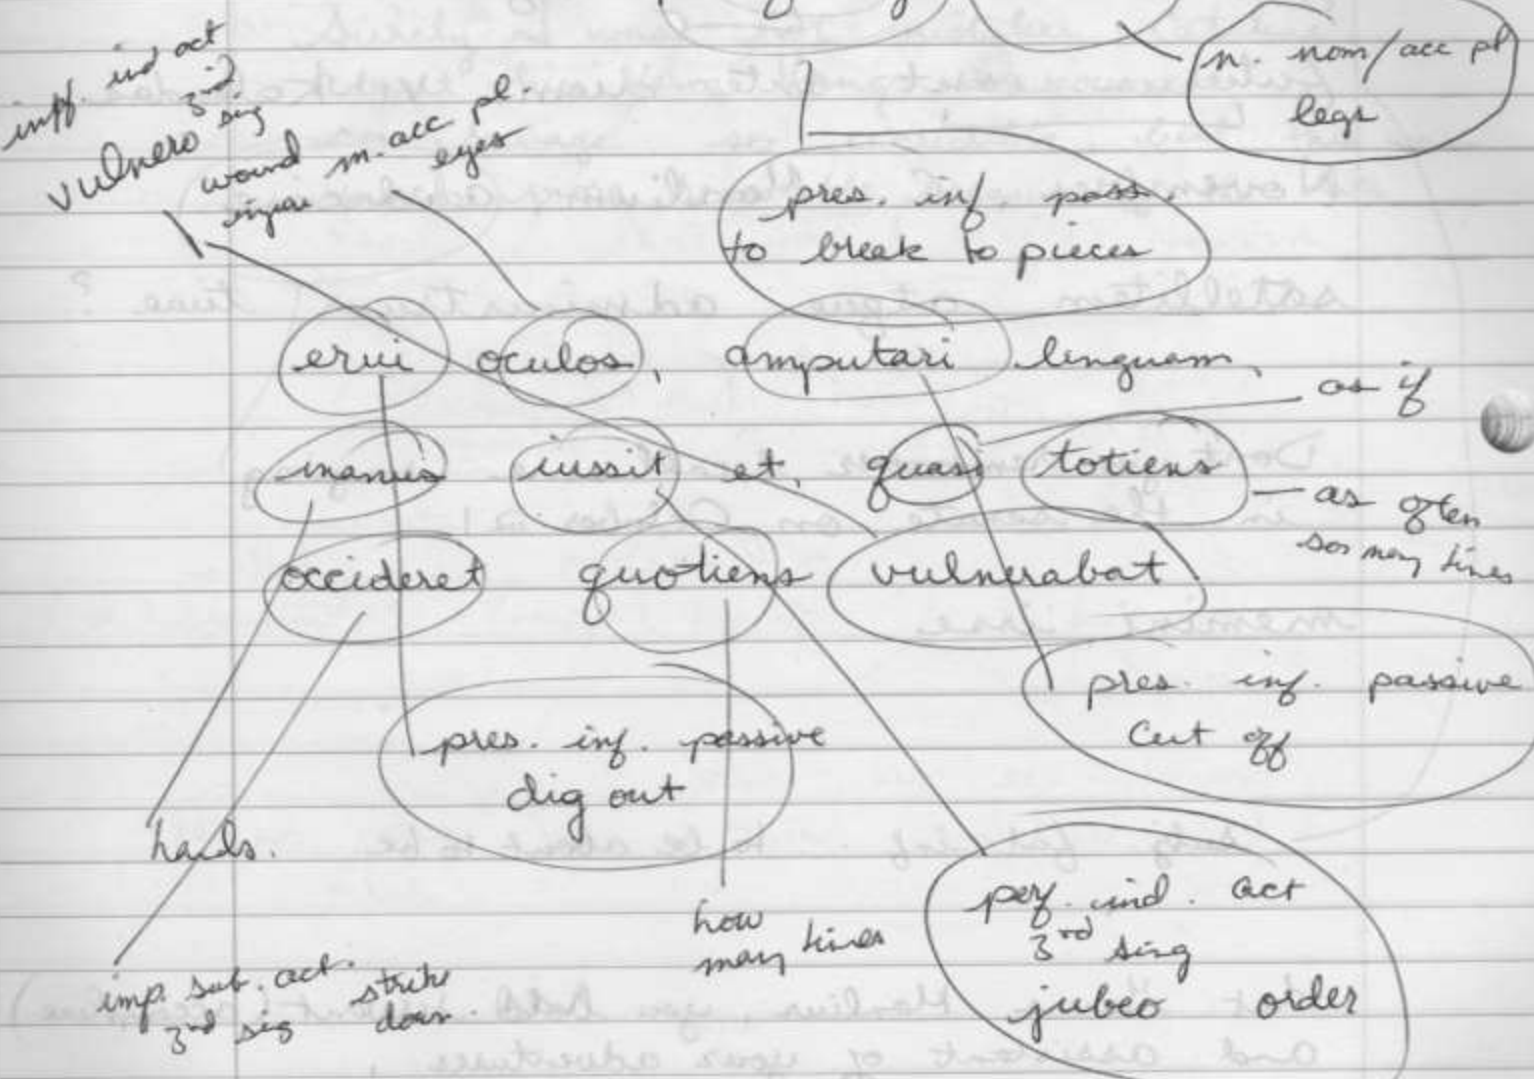 impf. ind act
3rd
sig
vulnero
wound
m. acc pl.
eyes
n. nom/acc pl
legs
pres. inf pass.
to break to pieces
erui oculos, amputari linguam,
as if
manus iussit et, quasi totiens
as often
sos many times
occideret quotiens vulnerabat
pres. inf. passive
cut off
pres. inf. passive
dig out
hands.
how
many times
perf. ind. act
3rd sing
jubeo order
imp. sub. act. strike
3rd sig down